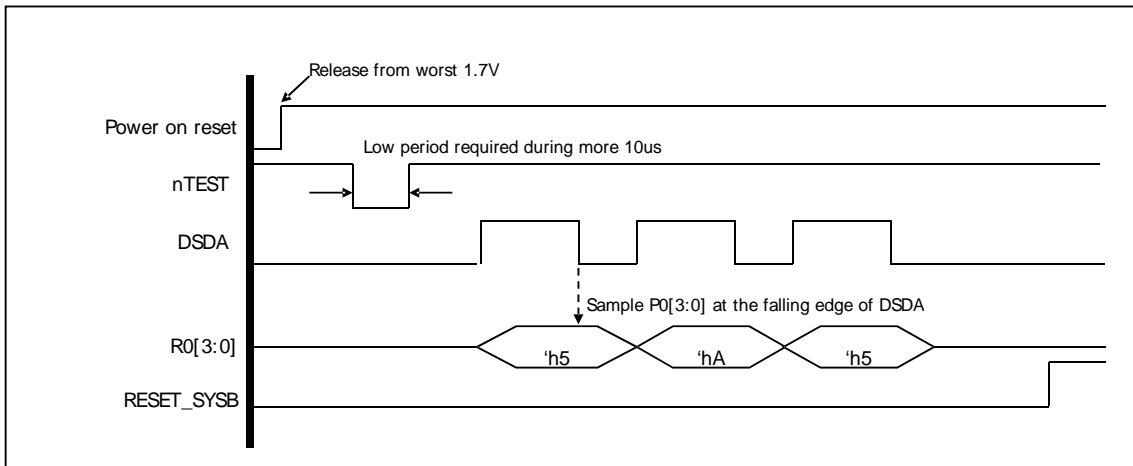 Release from worst 1.7V
Power on reset
Low period required during more 10us
nTEST
DSDA
Sample P0[3:0] at the falling edge of DSDA
R0[3:0]
‘h5
‘hA
‘h5
RESET_SYSB